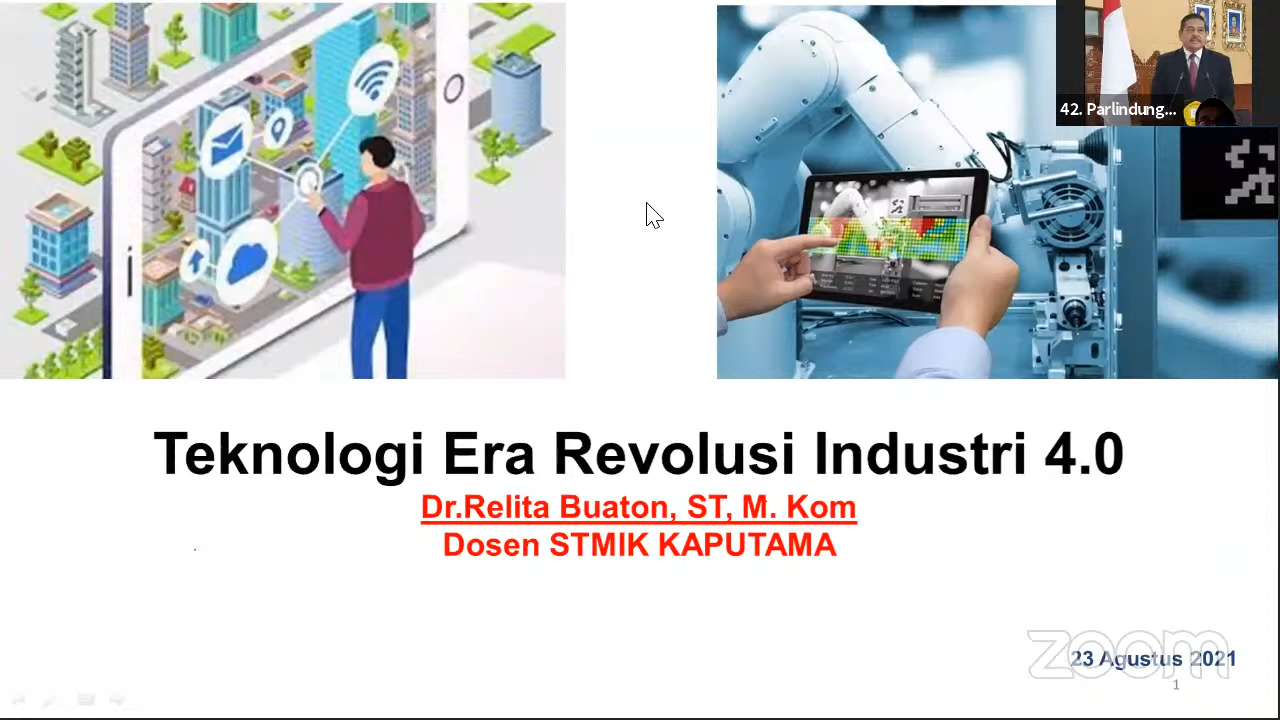 42. Parlindung...
Teknologi Era Revolusi Industri 4.0
Dr.Relita Buaton, ST, M. Kom
Dosen STMIK KAPUTAMA
zoom
23 Agustus 2021
1